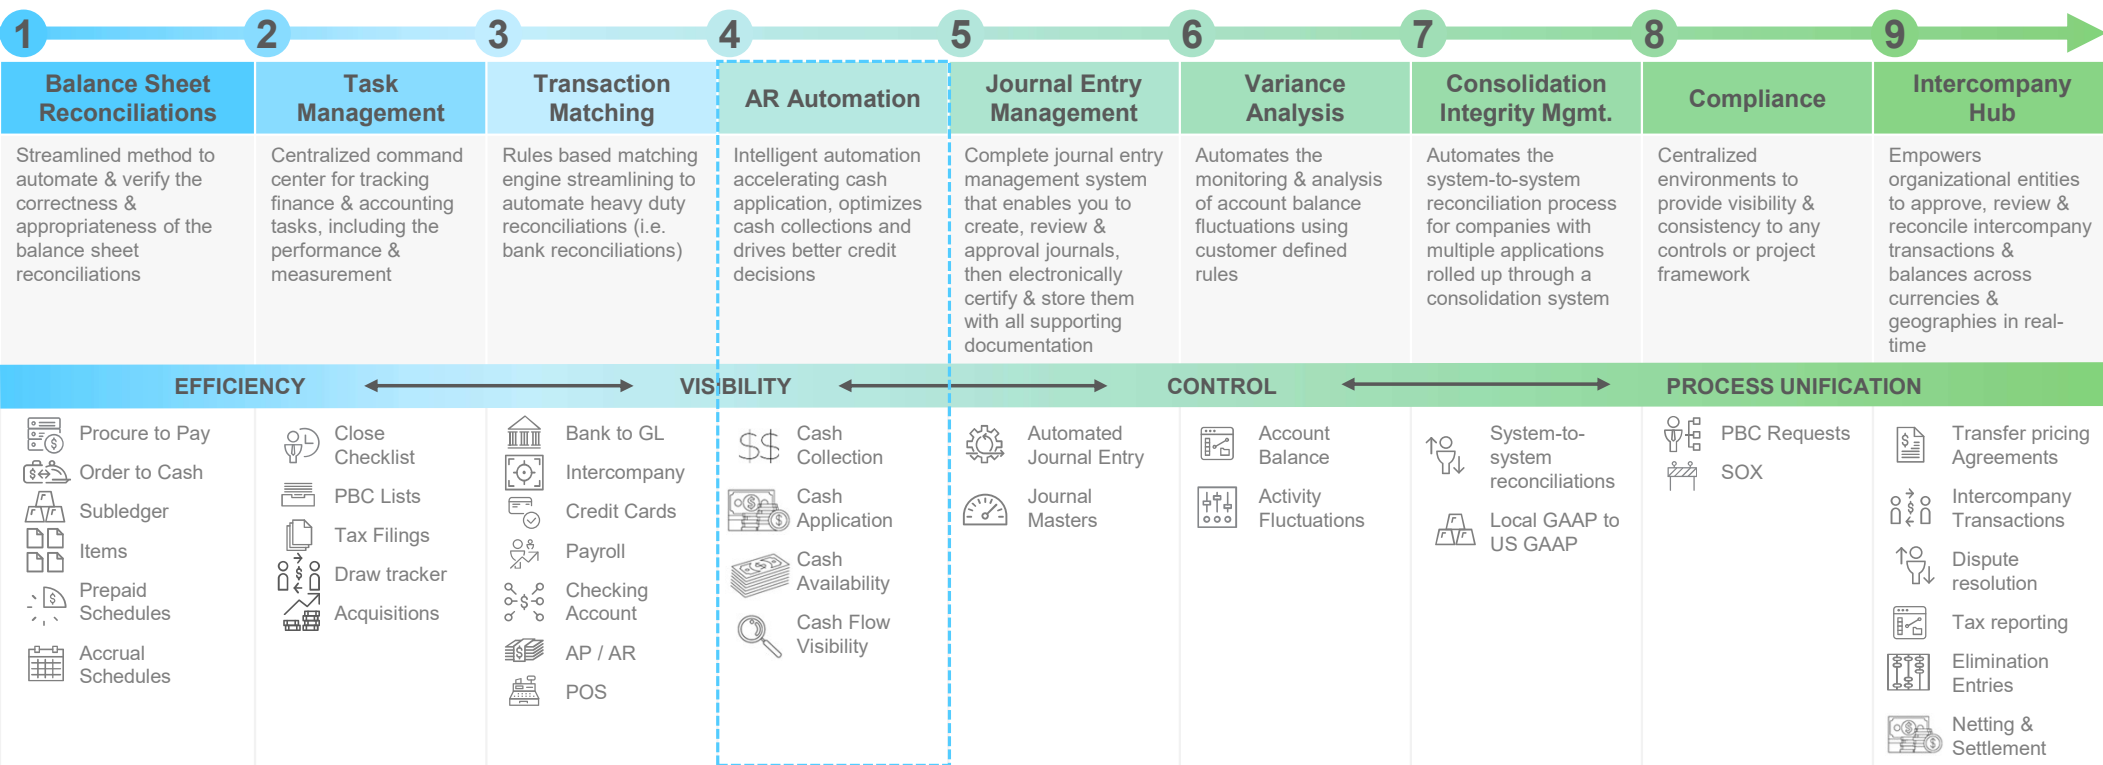 1
2
3
4
5
6
7
8
9
Balance Sheet
Reconciliations
Task
Management
Transaction
Matching
AR Automation
Journal Entry
Management
Variance
Analysis
Consolidation
Integrity Mgmt.
Compliance
Intercompany
Hub
Streamlined method to
automate & verify the
correctness &
appropriateness of the
balance sheet
reconciliations
Centralized command
center for tracking
finance & accounting
tasks, including the
performance &
measurement
Rules based matching
engine streamlining to
automate heavy duty
reconciliations (i.e.
bank reconciliations)
Intelligent automation
accelerating cash
application, optimizes
cash collections and
drives better credit
decisions
Complete journal entry
management system
that enables you to
create, review &
approval journals,
then electronically
certify & store them
with all supporting
documentation
Automates the
monitoring & analysis
of account balance
fluctuations using
customer defined
rules
Automates the
system-to-system
reconciliation process
for companies with
multiple applications
rolled up through a
consolidation system
Centralized
environments to
provide visibility &
consistency to any
controls or project
framework
Empowers
organizational entities
to approve, review &
reconcile intercompany
transactions &
balances across
currencies &
geographies in real-
time
EFFICIENCY
VISIBILITY
CONTROL
PROCESS UNIFICATION
Procure to Pay
Order to Cash
Subledger
Items
Prepaid
Schedules
Accrual
Schedules
Close
Checklist
PBC Lists
Tax Filings
Draw tracker
Acquisitions
Bank to GL
Intercompany
Credit Cards
Payroll
Checking
Account
AP / AR
POS
Cash
Collection
Cash
Application
Cash
Availability
Cash Flow
Visibility
Automated
Journal Entry
Journal
Masters
Account
Balance
Activity
Fluctuations
System-to-
system
reconciliations
Local GAAP to
US GAAP
PBC Requests
SOX
Transfer pricing
Agreements
Intercompany
Transactions
Dispute
resolution
Tax reporting
Elimination
Entries
Netting &
Settlement